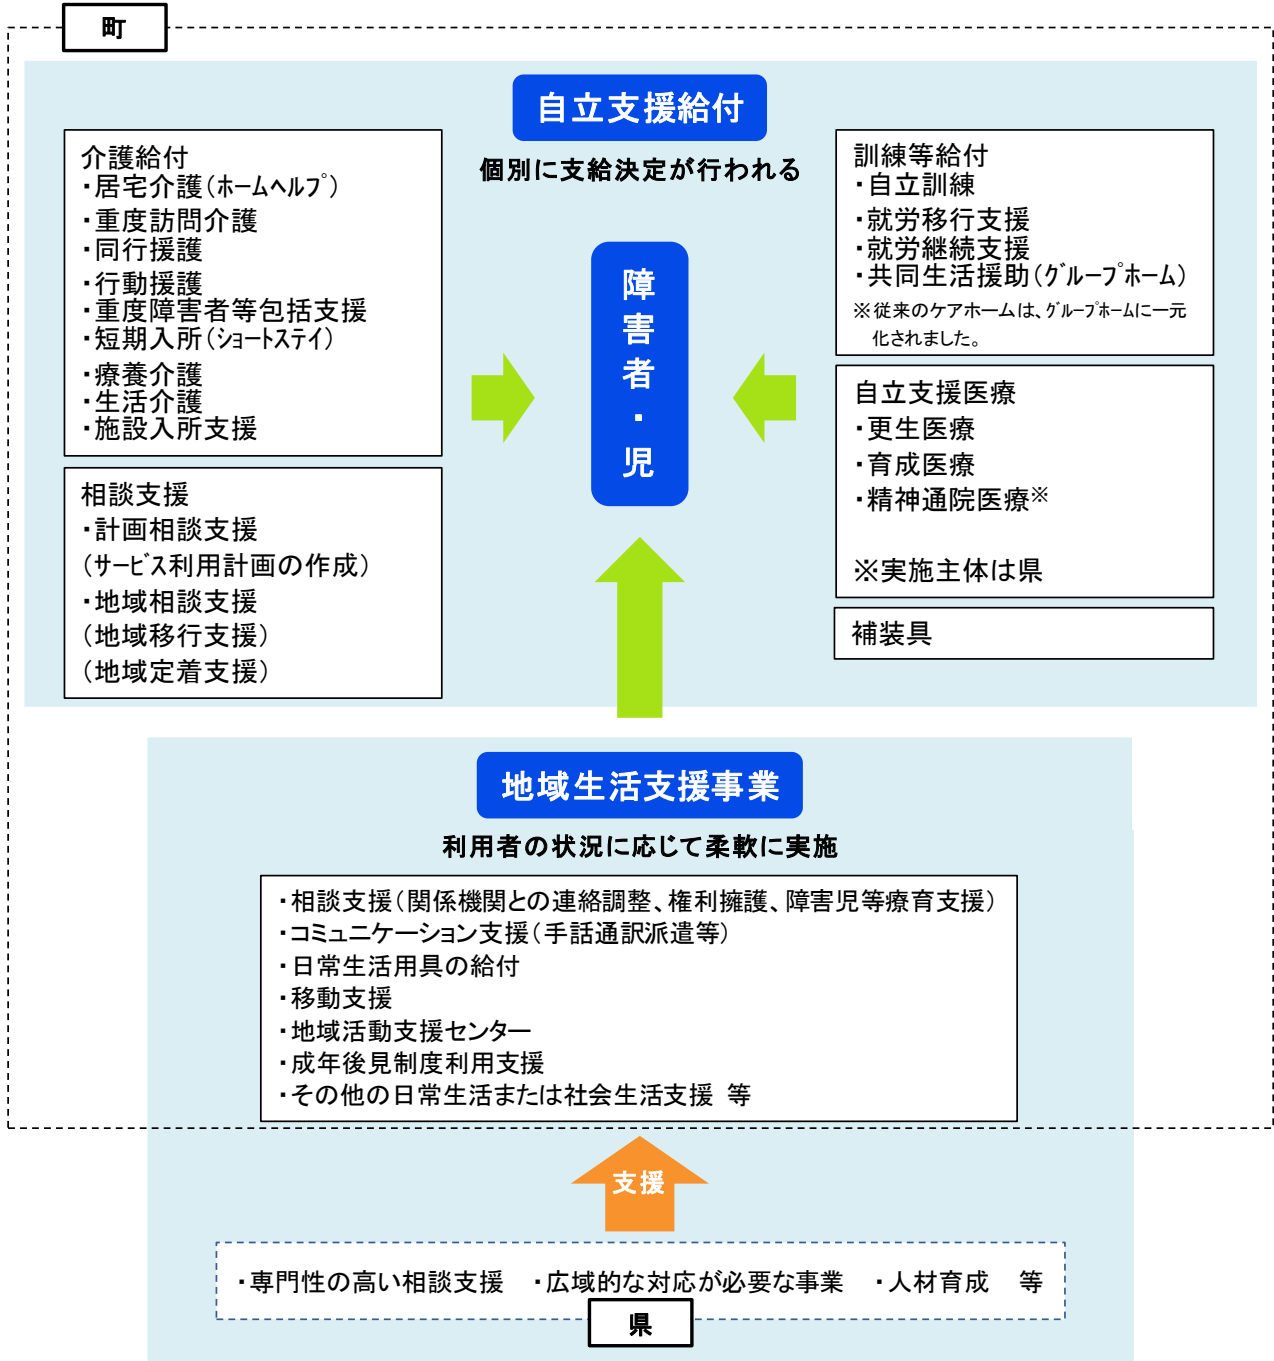 町
自立支援給付
個別に支給決定が行われる
介護給付
・居宅介護（ﾎｰﾑﾍﾙﾌﾟ）
・重度訪問介護
・同行援護
・行動援護
・重度障害者等包括支援
・短期入所（ｼｮｰﾄｽﾃｲ）
・療養介護
・生活介護
・施設入所支援
相談支援
・計画相談支援
（ｻｰﾋﾞｽ利用計画の作成）
・地域相談支援
（地域移行支援）
（地域定着支援）
障害者・児
訓練等給付
・自立訓練
・就労移行支援
・就労継続支援
・共同生活援助（ｸﾞﾙｰﾌﾟﾎｰﾑ）
※従来のケアホームは、ｸﾞﾙｰﾌﾟﾎｰﾑに一元
化されました。
自立支援医療
・更生医療
・育成医療
・精神通院医療※
※実施主体は県
補装具
地域生活支援事業
利用者の状況に応じて柔軟に実施
・相談支援（関係機関との連絡調整、権利擁護、障害児等療育支援）
・コミュニケーション支援（手話通訳派遣等）
・日常生活用具の給付
・移動支援
・地域活動支援センター
・成年後見制度利用支援
・その他の日常生活または社会生活支援 等
支援
・専門性の高い相談支援 ・広域的な対応が必要な事業 ・人材育成 等
県